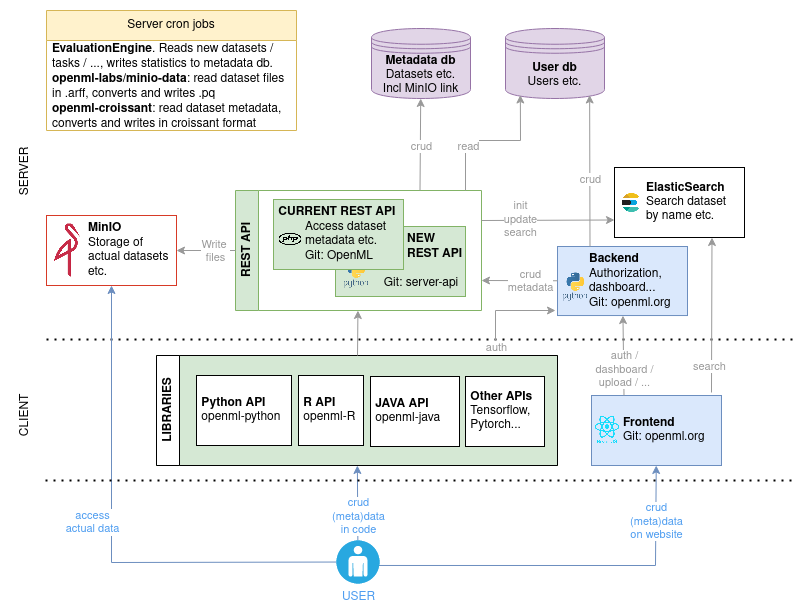 Server cron jobs
EvaluationEngine. Reads new datasets /
tasks / ..., writes statistics to metadata db.
openml-labs/minio-data: read dataset files
in .arff, converts and writes .pq
openml-croissant: read dataset metadata,
converts and writes in croissant format
Metadata db
Datasets etc.
Incl MinIO link
User db
Users etc.
crud
read
crud
SERVER
ElasticSearch
Search dataset
by name etc.
init
update
search
MinIO
Storage of
actual datasets
etc.
Write
files
REST API
CURRENT REST API
php
Access dataset
metadata etc.
Git: OpenML
NEW
REST API
python
Git: server-api
crud
metadata
Backend
Authorization,
dashboard...
Git: openml.org
python
auth
auth /
dashboard /
upload / ...
search
CLIENT
LIBRARIES
Python API
openml-python
R API
openml-R
JAVA API
openml-java
Other APIs
Tensorflow,
Pytorch...
Frontend
Git: openml.org
access
actual data
crud
(meta)data
in code
crud
(meta)data
on website
USER